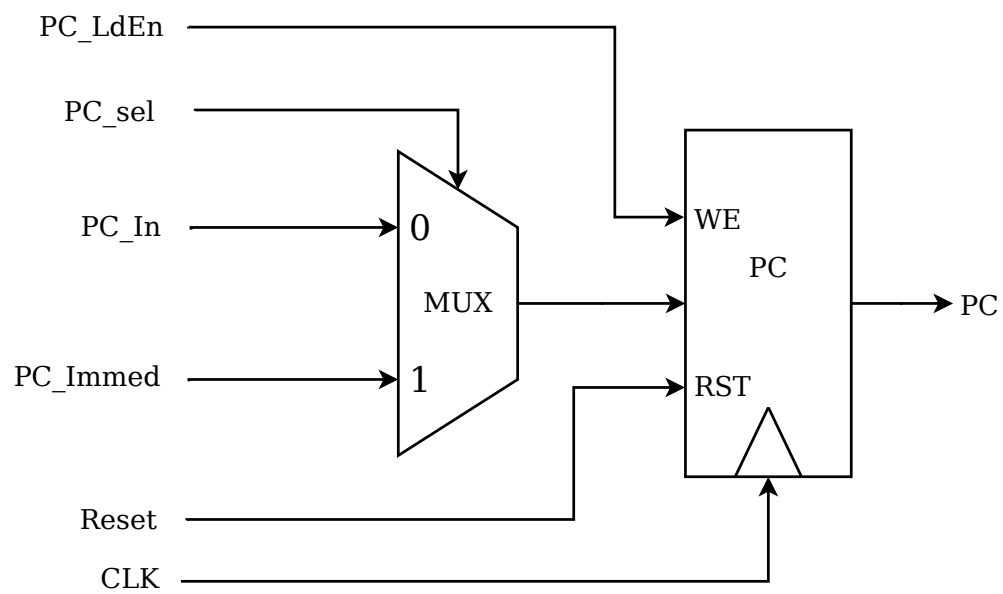 PC_LdEn
PC_sel
PC_In
0
WE
PC
MUX
PC
PC_Immed
1
RST
Reset
CLK